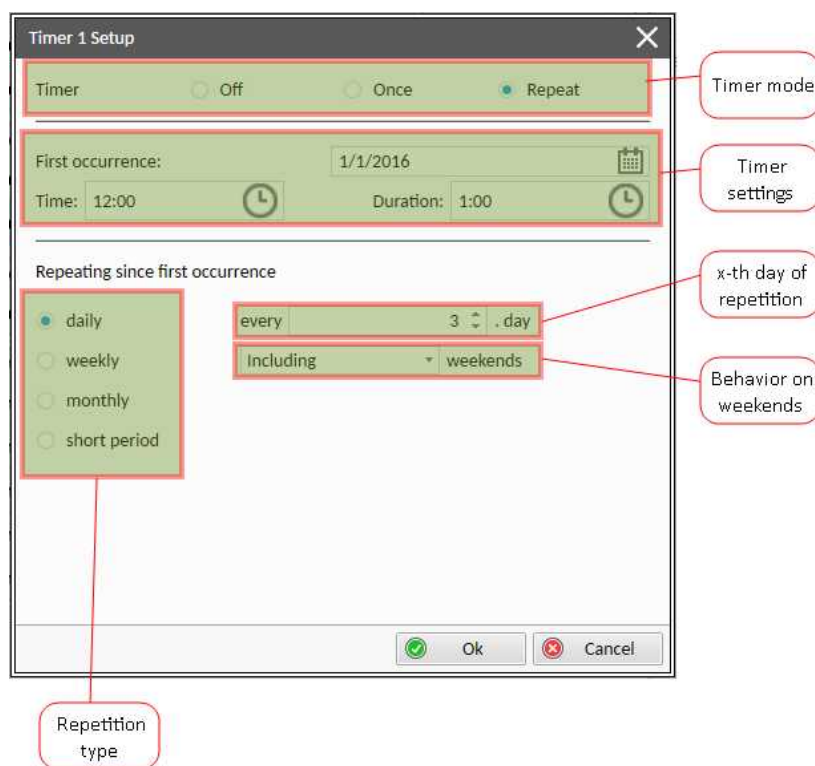 Timer 1 Setup
Timer Off Once Repeat
Timer mode
First occurrence: 1/1/2016
Time: 12:00 Duration: 1:00
Timer
settings
Repeating since first occurrence
x-th day of
repetition
daily
every 3 . day
weekly
Including weekends
Behavior on
weekends
monthly
short period
Ok Cancel
Repetition
type